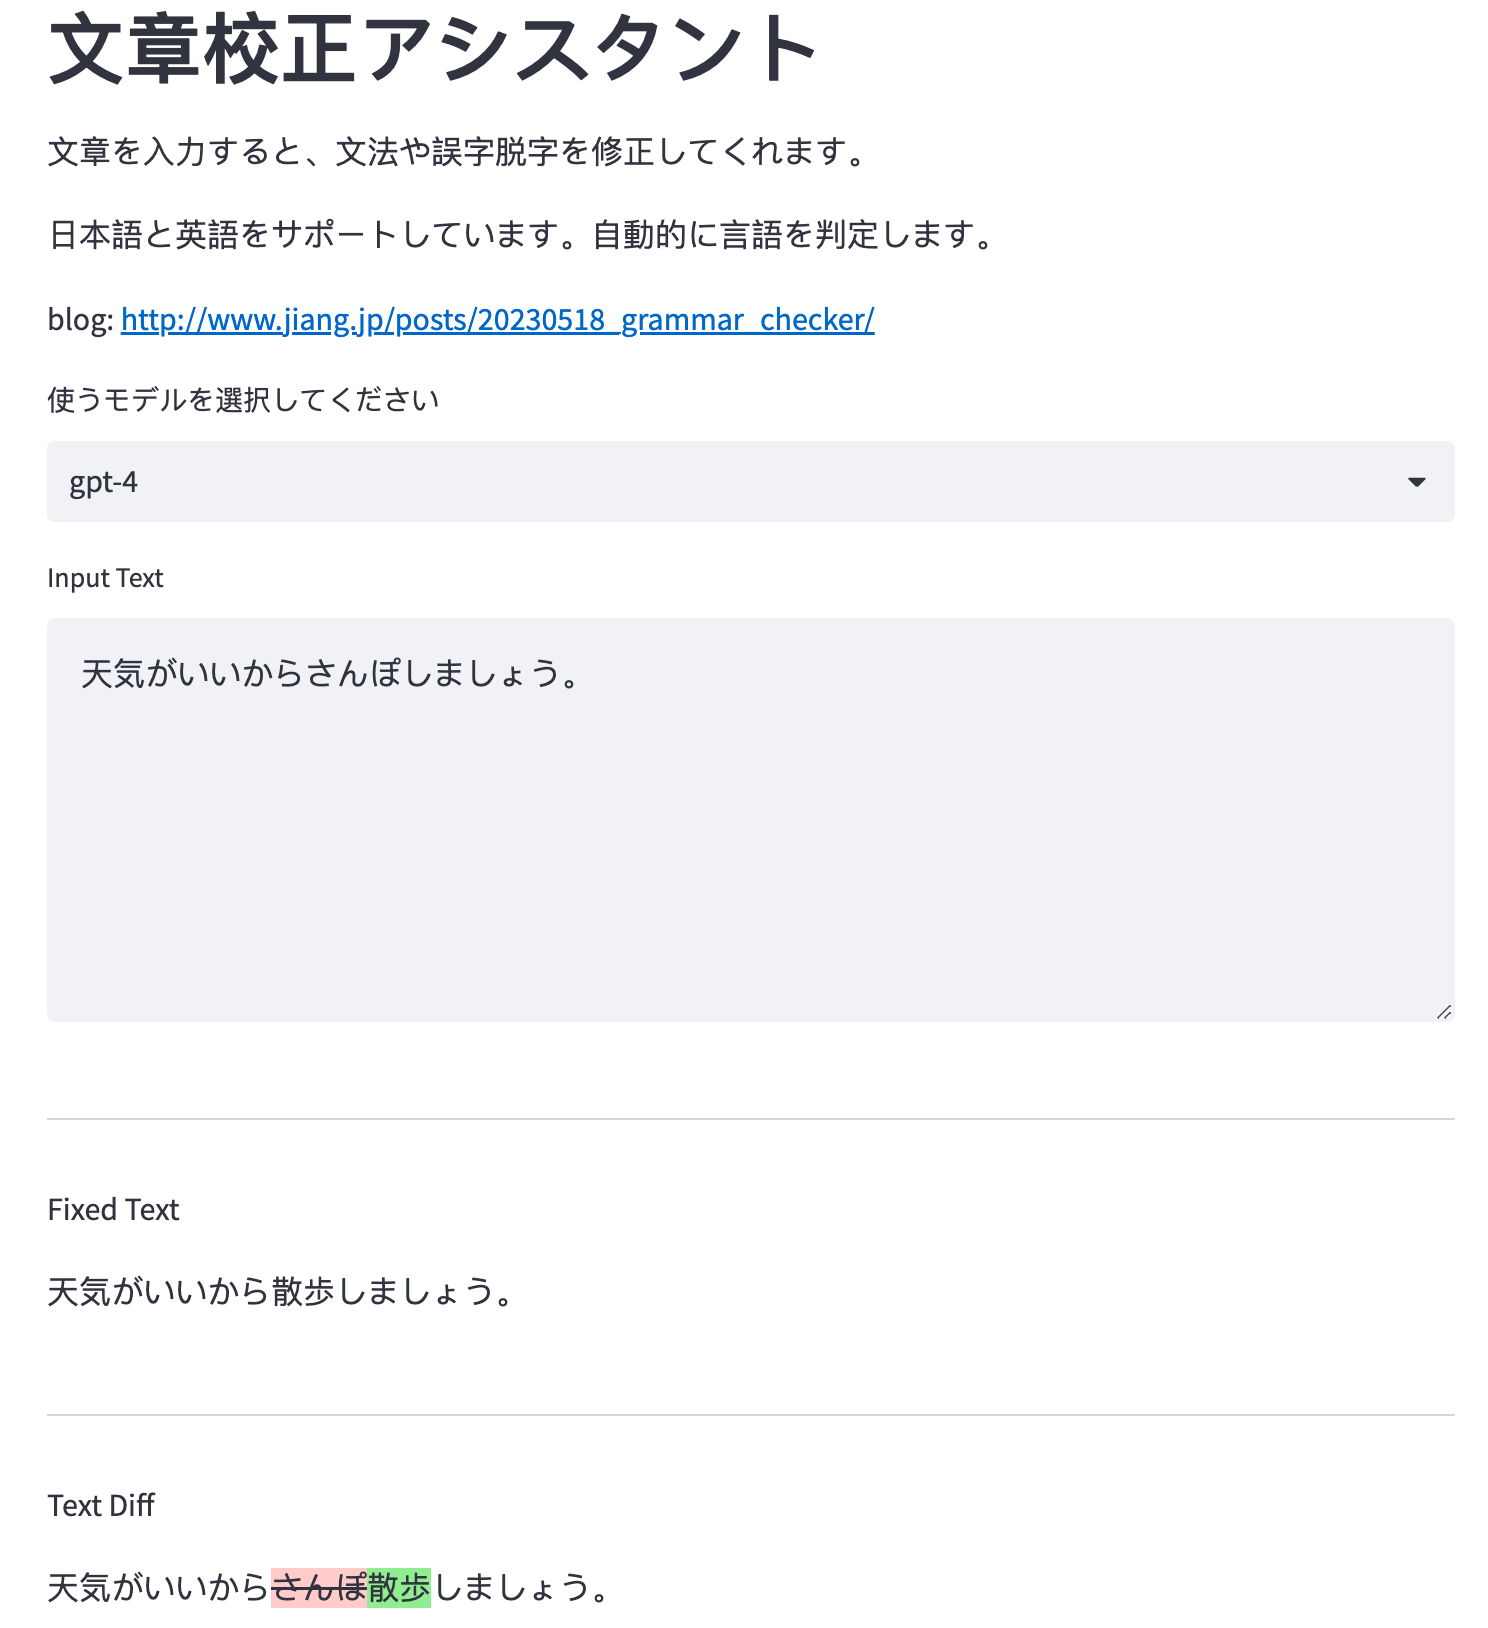 文章校正アシスタント
文章を入力すると、文法や誤字脱字を修正してくれます。
日本語と英語をサポートしています。自動的に言語を判定します。
blog: http://www.jiang.jp/posts/20230518_grammar_checker/
使うモデルを選択してください
gpt-4
Input Text
天気がいいからさんぽしましょう。
Fixed Text
天気がいいから散歩しましょう。
Text Diff
天気がいいからさんぽ散歩しましょう。